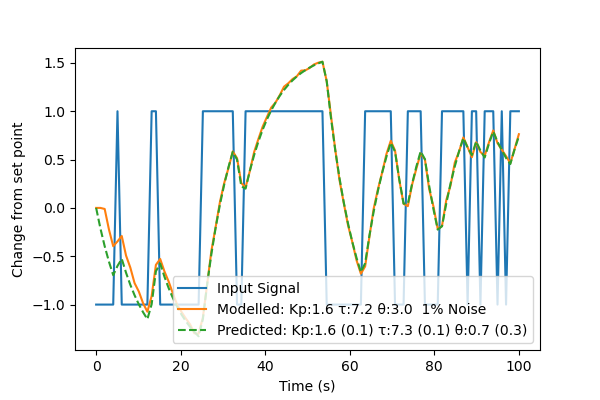 1.5
1.0
0.5
0.0
−0.5
−1.0
Change from set point
Input Signal
Modelled: Kp:1.6 τ:7.2 θ:3.0  1% Noise
Predicted: Kp:1.6 (0.1) τ:7.3 (0.1) θ:0.7 (0.3)
0 20 40 60 80 100
Time (s)